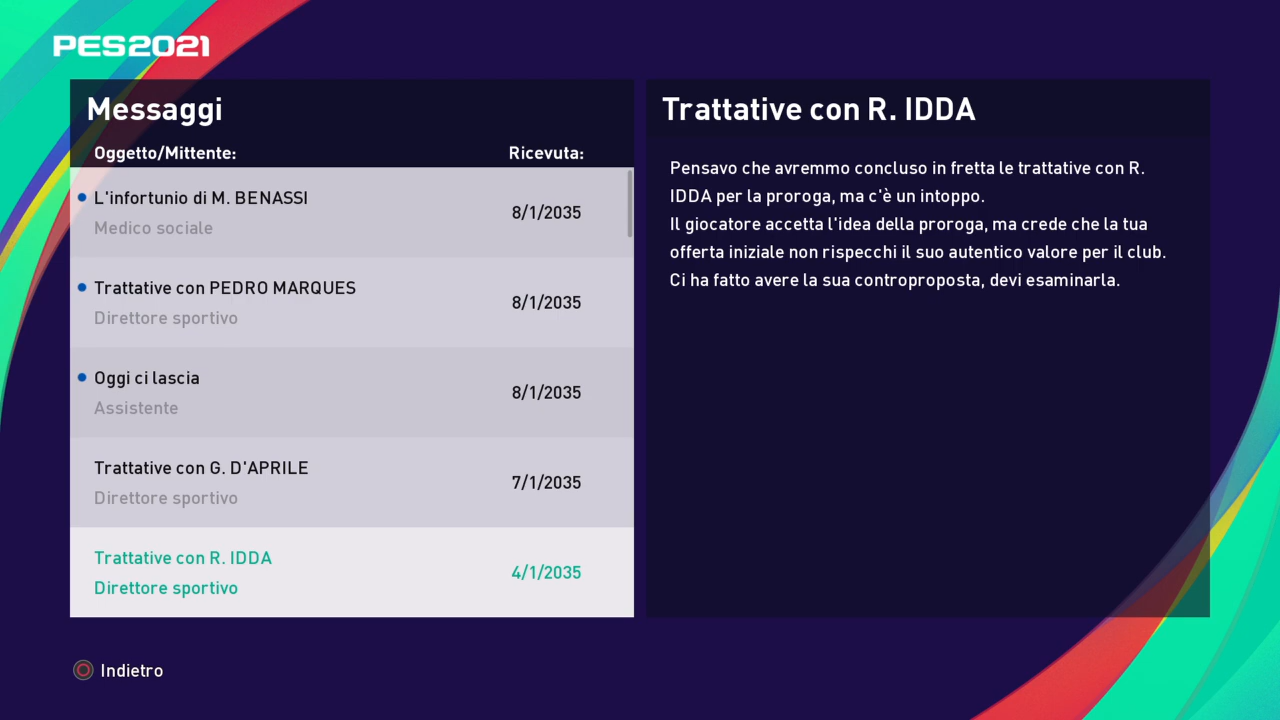 PES2021
Messaggi
Oggetto/Mittente: Ricevuta:
L'infortunio di M. BENASSI
Medico sociale
8/1/2035
Trattative con PEDRO MARQUES
Direttore sportivo
8/1/2035
Oggi ci lascia
Assistente
8/1/2035
Trattative con G. D'APRILE
Direttore sportivo
7/1/2035
Trattative con R. IDDA
Direttore sportivo
4/1/2035
Trattative con R. IDDA
Pensavo che avremmo concluso in fretta le trattative con R.
IDDA per la proroga, ma c'è un intoppo.
Il giocatore accetta l'idea della proroga, ma crede che la tua
offerta iniziale non rispecchi il suo autentico valore per il club.
Ci ha fatto avere la sua controproposta, devi esaminarla.
Indietro